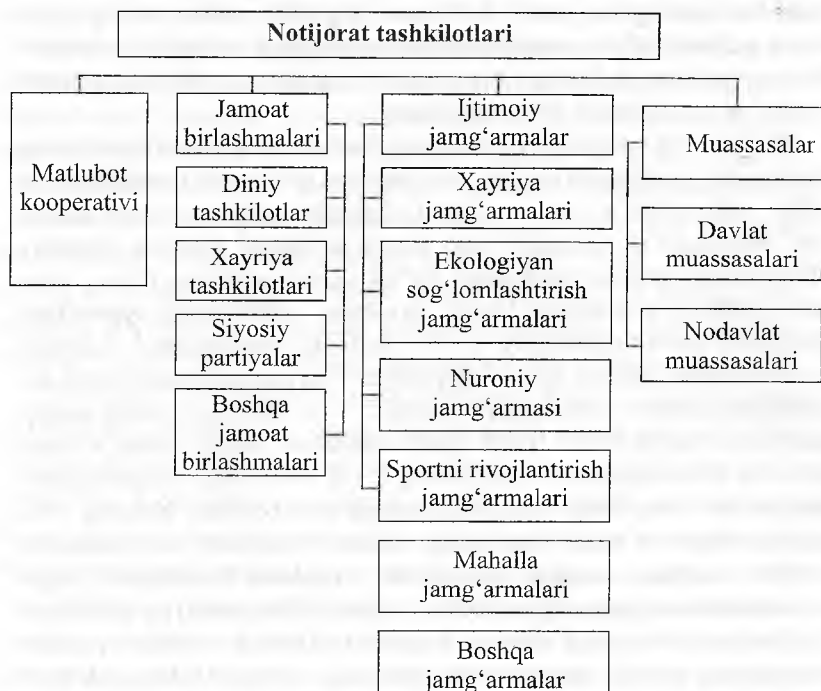 Notijorat tashkilotlari
Matlubot
kooperativi
Jamoat
birlashmalari
Diniy
tashkilotlar
Xayriya
tashkilotlari
Siyosiy
partiyalar
Boshqa
jamoat
birlashmalari
Ijtimoiy
jamg‘armalar
Xayriya
jamg‘armalari
Ekologiyan
sog‘lomlashtirish
jamg‘armalari
Nuroniy
jamg‘armasi
Sportni rivojlantirish
jamg‘armalari
Mahalla
jamg‘armalari
Boshqa
jamg‘armalar
Muassasalar
Davlat
muassasalari
Nodavlat
muassasalari